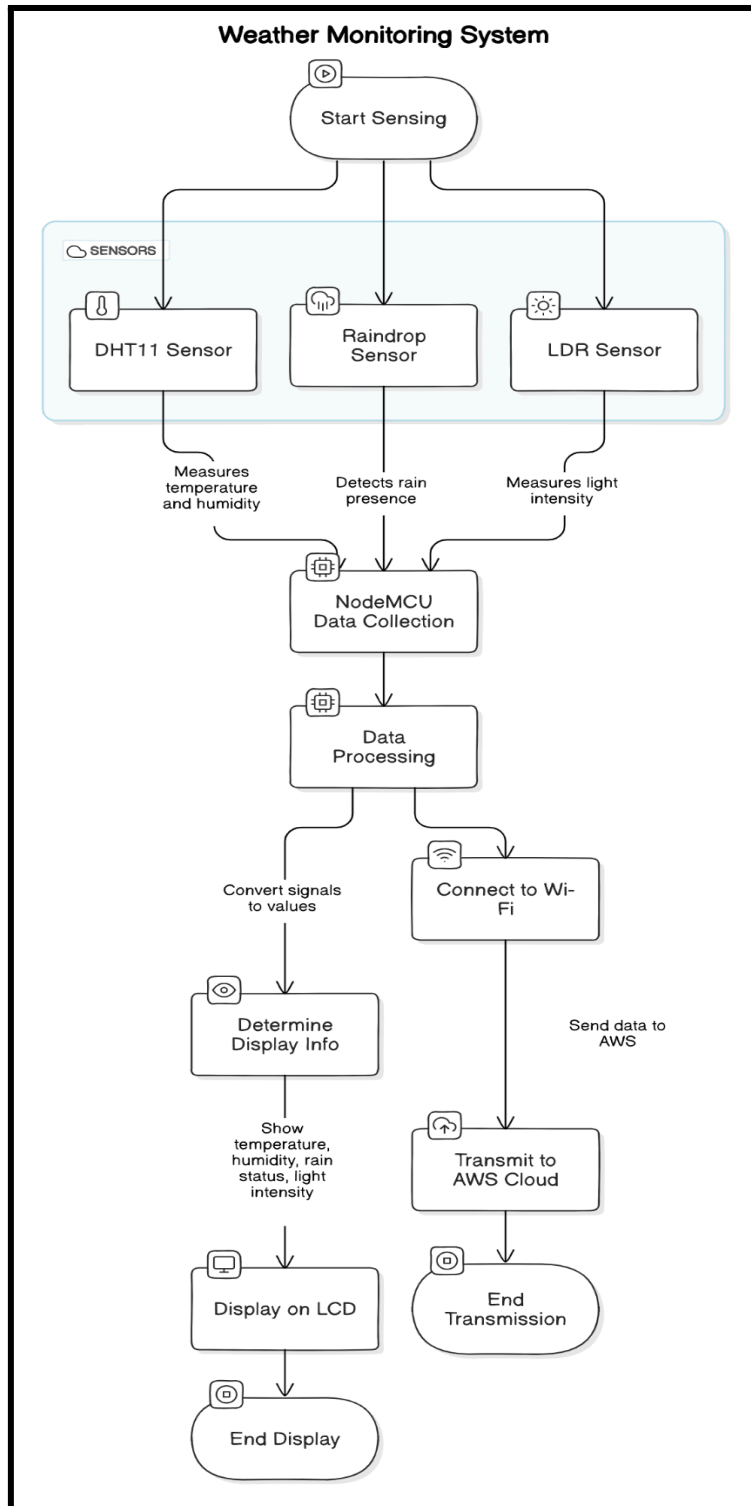 Weather Monitoring System
Start Sensing
SENSORS
DHT11 Sensor
Raindrop
Sensor
LDR Sensor
Measures
temperature
and humidity
Detects rain
presence
Measures light
intensity
NodeMCU
Data Collection
Data
Processing
Convert signals
to values
Connect to Wi-
Fi
Determine
Display Info
Send data to
AWS
Show
temperature,
humidity, rain
status, light
intensity
Transmit to
AWS Cloud
Display on LCD
End
Transmission
End Display